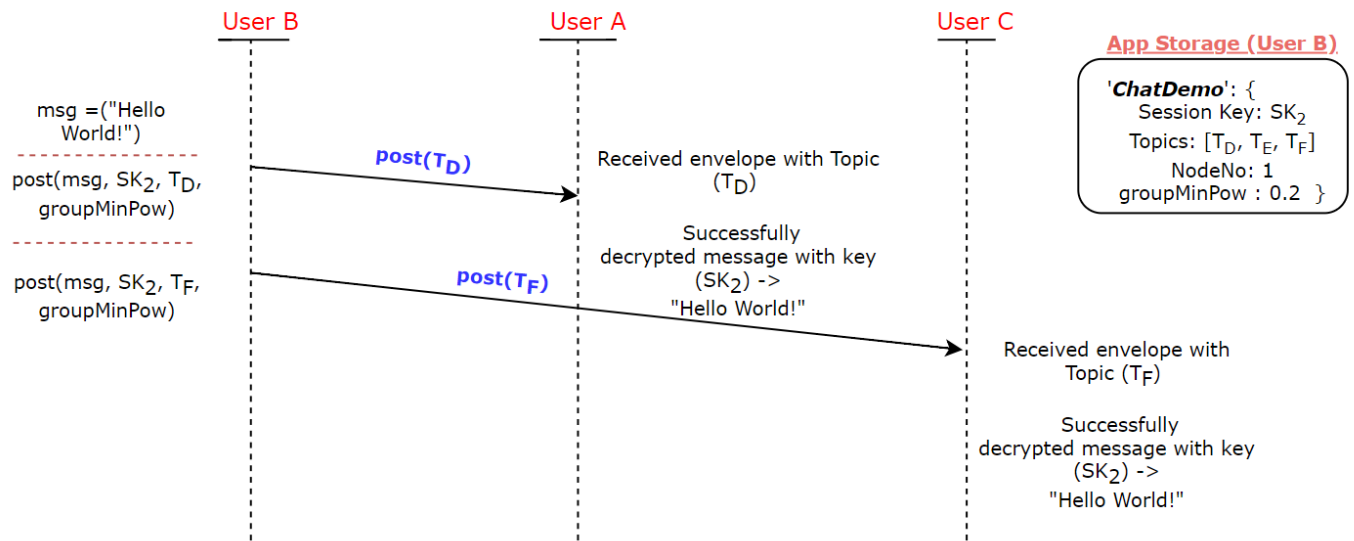 User B
User A
User C
App Storage (User B)
'ChatDemo': {
Session Key: SK2
Topics: [TD, TE, TF]
NodeNo: 1
groupMinPow : 0.2 }
msg =("Hello
World!")
post(msg, SK2, TD,
groupMinPow)
post(TD)
Received envelope with Topic
(TD)
Successfully
decrypted message with key
(SK2) ->
"Hello World!"
post(msg, SK2, TF,
groupMinPow)
post(TF)
Received envelope with
Topic (TF)
Successfully
decrypted message with key
(SK2) ->
"Hello World!"